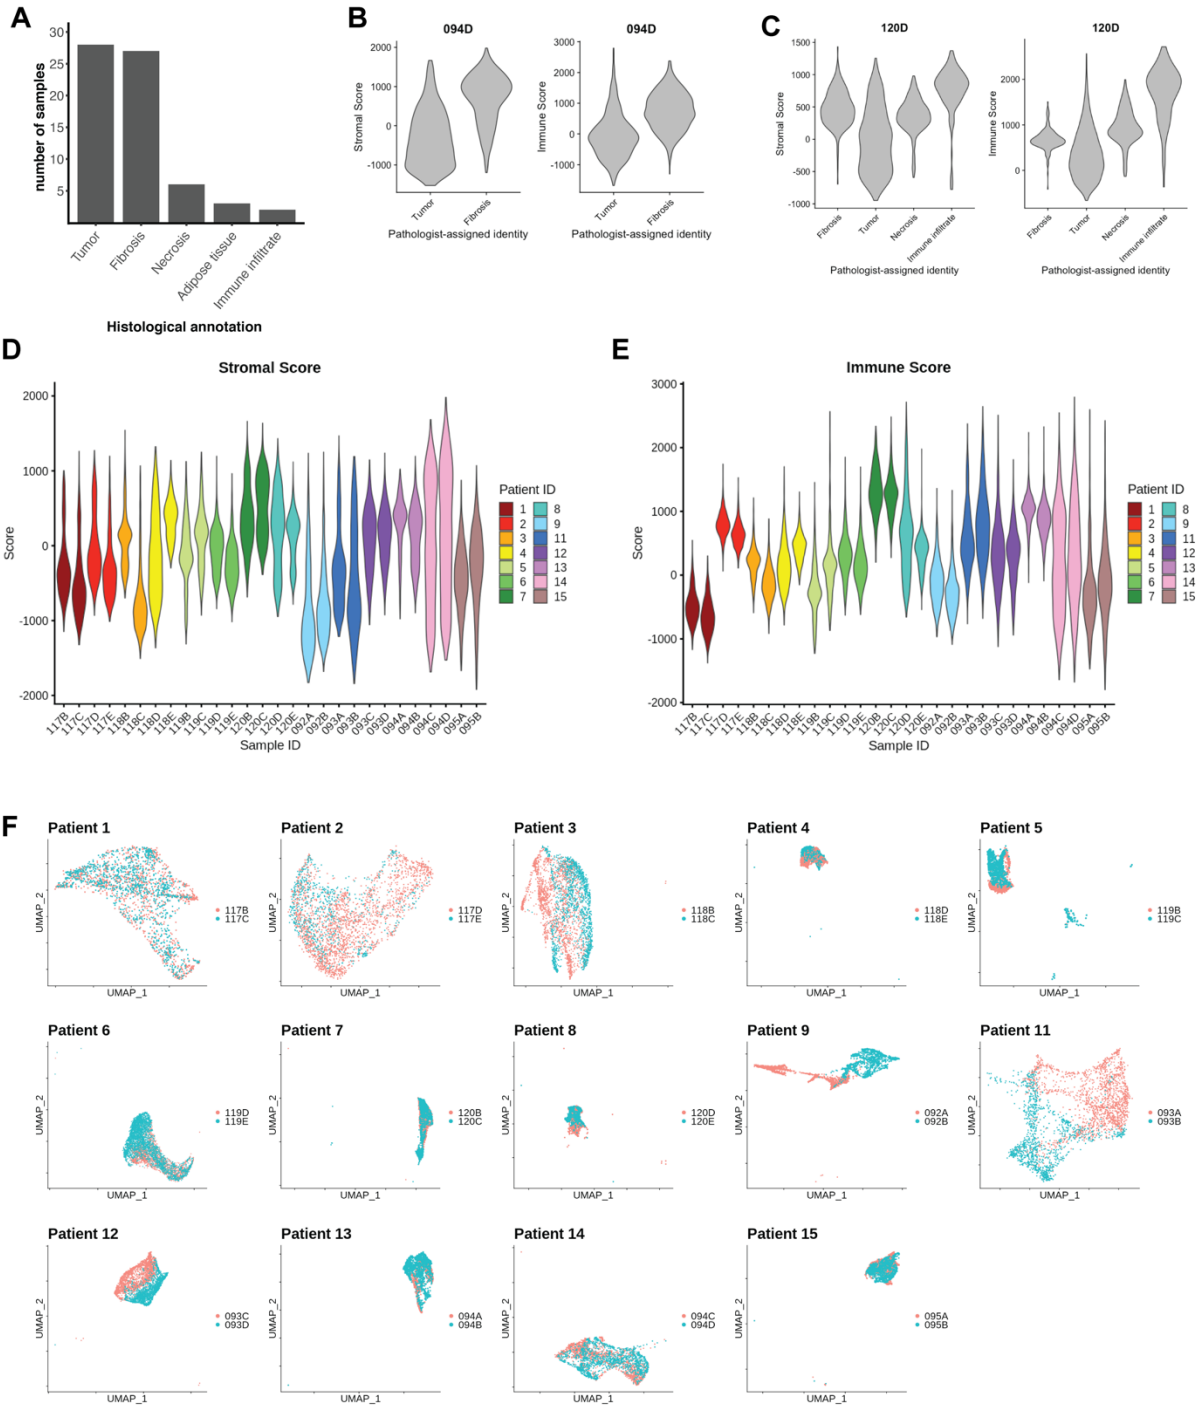 A
number of samples
30
25
20
15
10
5
Tumor
Fibrosis
Necrosis
Adipose tissue
Immune infiltrate
Histological annotation
B
094D
Stromal Score
2000
1000
0
-1000
Tumor
Fibrosis
Pathologist-assigned identity
094D
Immune Score
3000
2000
1000
0
-1000
Tumor
Fibrosis
Pathologist-assigned identity
C
120D
Stromal Score
1500
1000
500
0
-500
-1000
Fibrosis
Tumor
Necrosis
Immune infiltrate
Pathologist-assigned identity
120D
Immune Score
2000
1000
0
Fibrosis
Tumor
Necrosis
Immune infiltrate
Pathologist-assigned identity
D
Stromal Score
Score
2000
1000
0
-1000
-2000
117B
117C
117D
117E
118B
118C
118D
118E
119B
119C
119D
119E
120B
120C
120D
120E
092A
092B
093A
093B
093C
093D
094A
094B
094C
094D
095A
095B
Sample ID
Patient ID
1
2
3
4
5
6
7
8
9
11
12
13
14
15
E
Immune Score
Score
3000
2000
1000
0
-1000
-2000
117B
117C
117D
117E
118B
118C
118D
118E
119B
119C
119D
119E
120B
120C
120D
120E
092A
092B
093A
093B
093C
093D
094A
094B
094C
094D
095A
095B
Sample ID
Patient ID
1
2
3
4
5
6
7
8
9
11
12
13
14
15
F
Patient 1
UMAP_2
117B
117C
UMAP_1
Patient 2
UMAP_2
117D
117E
UMAP_1
Patient 3
UMAP_2
118B
118C
UMAP_1
Patient 4
UMAP_2
118D
118E
UMAP_1
Patient 5
UMAP_2
119B
119C
UMAP_1
Patient 6
UMAP_2
119D
119E
UMAP_1
Patient 7
UMAP_2
120B
120C
UMAP_1
Patient 8
UMAP_2
120D
120E
UMAP_1
Patient 9
UMAP_2
092A
092B
UMAP_1
Patient 11
UMAP_2
093A
093B
UMAP_1
Patient 12
UMAP_2
093C
093D
UMAP_1
Patient 13
UMAP_2
094A
094B
UMAP_1
Patient 14
UMAP_2
094C
094D
UMAP_1
Patient 15
UMAP_2
095A
095B
UMAP_1